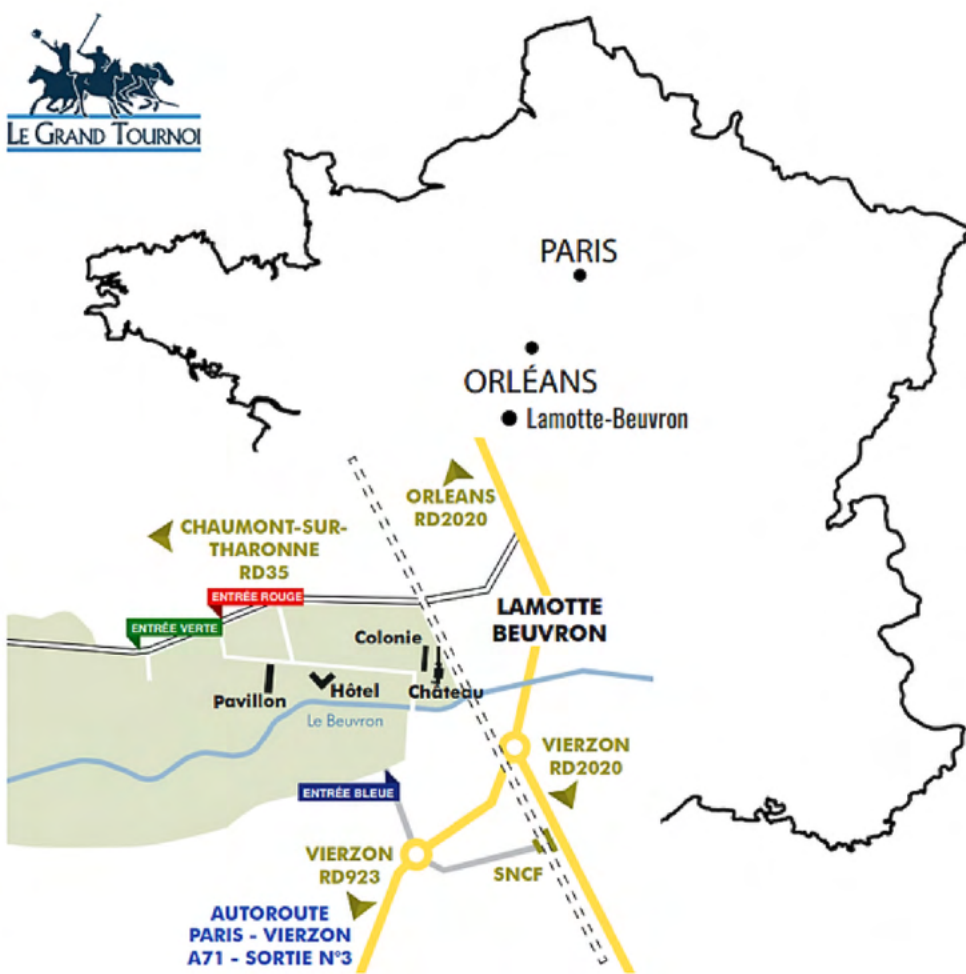 LE GRAND TOURNOI
PARIS
ORLÉANS
Lamotte-Beuvron
ORLEANS
RD2020
CHAUMONT-SUR-
THARONNE
RD35
ENTRÉE ROUGE
ENTRÉE VERTE
LAMOTTE
BEUVRON
Colonie
Pavillon
Hôtel
Château
Le Beuvron
VIERZON
RD2020
ENTRÉE BLEUE
VIERZON
RD923
SNCF
AUTOROUTE
PARIS - VIERZON
A71 - SORTIE N°3